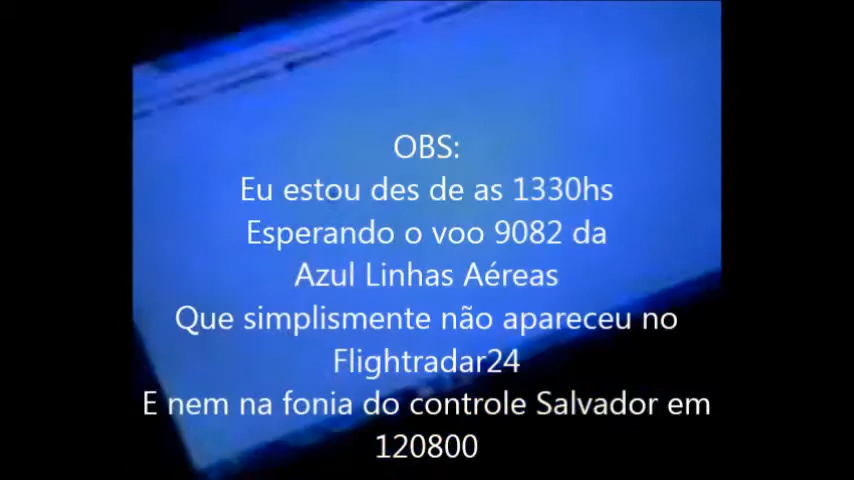 OBS:
Eu estou des de as 1330hs
Esperando o voo 9082 da
Azul Linhas Aéreas
Que simplismente não apareceu no
Flightradar24
E nem na fonia do controle Salvador em
120800